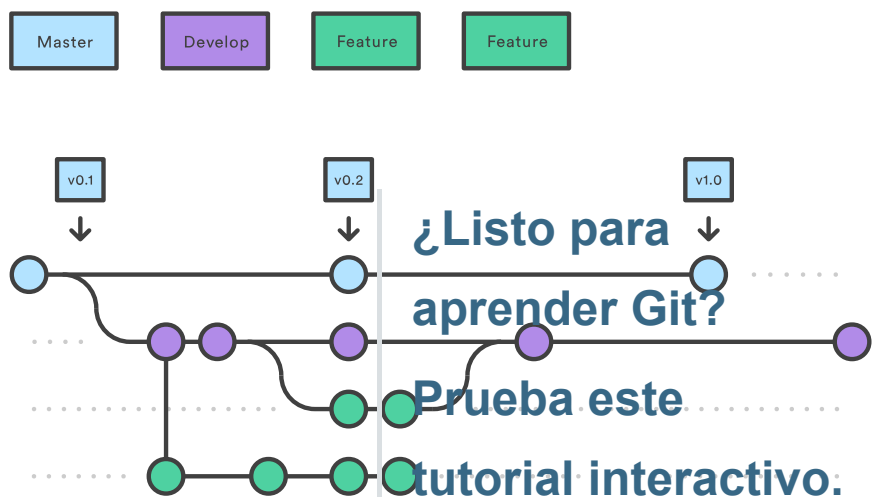 Master
Develop
Feature
Feature
v0.1
v0.2
v1.0
¿Listo para
aprender Git?
Prueba este
tutorial interactivo.